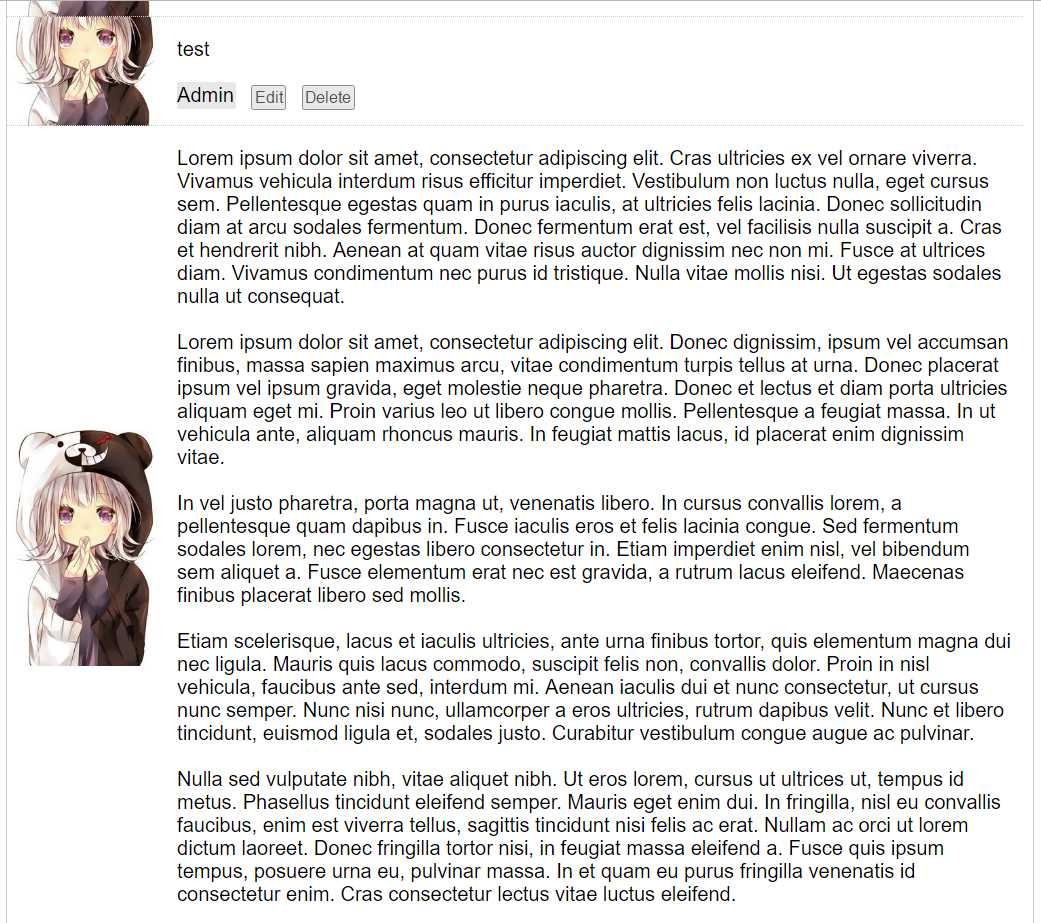 test
Admin Edit Delete
Lorem ipsum dolor sit amet, consectetur adipiscing elit. Cras ultricies ex vel ornare viverra.
Vivamus vehicula interdum risus efficitur imperdiet. Vestibulum non luctus nulla, eget cursus
sem. Pellentesque egestas quam in purus iaculis, at ultricies felis lacinia. Donec sollicitudin
diam at arcu sodales fermentum. Donec fermentum erat est, vel facilisis nulla suscipit a. Cras
et hendrerit nibh. Aenean at quam vitae risus auctor dignissim nec non mi. Fusce at ultrices
diam. Vivamus condimentum nec purus id tristique. Nulla vitae mollis nisi. Ut egestas sodales
nulla ut consequat.
Lorem ipsum dolor sit amet, consectetur adipiscing elit. Donec dignissim, ipsum vel accumsan
finibus, massa sapien maximus arcu, vitae condimentum turpis tellus at urna. Donec placerat
ipsum vel ipsum gravida, eget molestie neque pharetra. Donec et lectus et diam porta ultricies
aliquam eget mi. Proin varius leo ut libero congue mollis. Pellentesque a feugiat massa. In ut
vehicula ante, aliquam rhoncus mauris. In feugiat mattis lacus, id placerat enim dignissim
vitae.
In vel justo pharetra, porta magna ut, venenatis libero. In cursus convallis lorem, a
pellentesque quam dapibus in. Fusce iaculis eros et felis lacinia congue. Sed fermentum
sodales lorem, nec egestas libero consectetur in. Etiam imperdiet enim nisl, vel bibendum
sem aliquet a. Fusce elementum erat nec est gravida, a rutrum lacus eleifend. Maecenas
finibus placerat libero sed mollis.
Etiam scelerisque, lacus et iaculis ultricies, ante urna finibus tortor, quis elementum magna dui
nec ligula. Mauris quis lacus commodo, suscipit felis non, convallis dolor. Proin in nisl
vehicula, faucibus ante sed, interdum mi. Aenean iaculis dui et nunc consectetur, ut cursus
nunc semper. Nunc nisi nunc, ullamcorper a eros ultricies, rutrum dapibus velit. Nunc et libero
tincidunt, euismod ligula et, sodales justo. Curabitur vestibulum congue augue ac pulvinar.
Nulla sed vulputate nibh, vitae aliquet nibh. Ut eros lorem, cursus ut ultrices ut, tempus id
metus. Phasellus tincidunt eleifend semper. Mauris eget enim dui. In fringilla, nisl eu convallis
faucibus, enim est viverra tellus, sagittis tincidunt nisi felis ac erat. Nullam ac orci ut lorem
dictum laoreet. Donec fringilla tortor nisi, in feugiat massa eleifend a. Fusce quis ipsum
tempus, posuere urna eu, pulvinar massa. In et quam eu purus fringilla venenatis id
consectetur enim. Cras consectetur lectus vitae luctus eleifend.